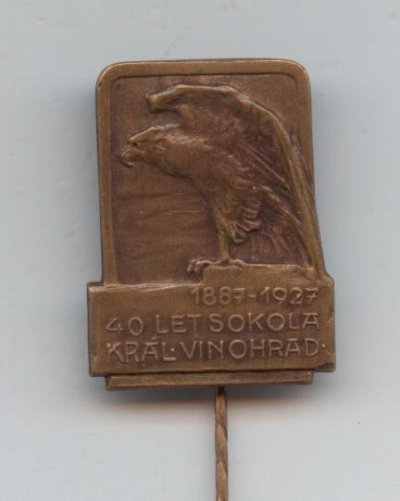 1887-1927
40 LET SOKOLA
KRÁL·VINOHRAD·